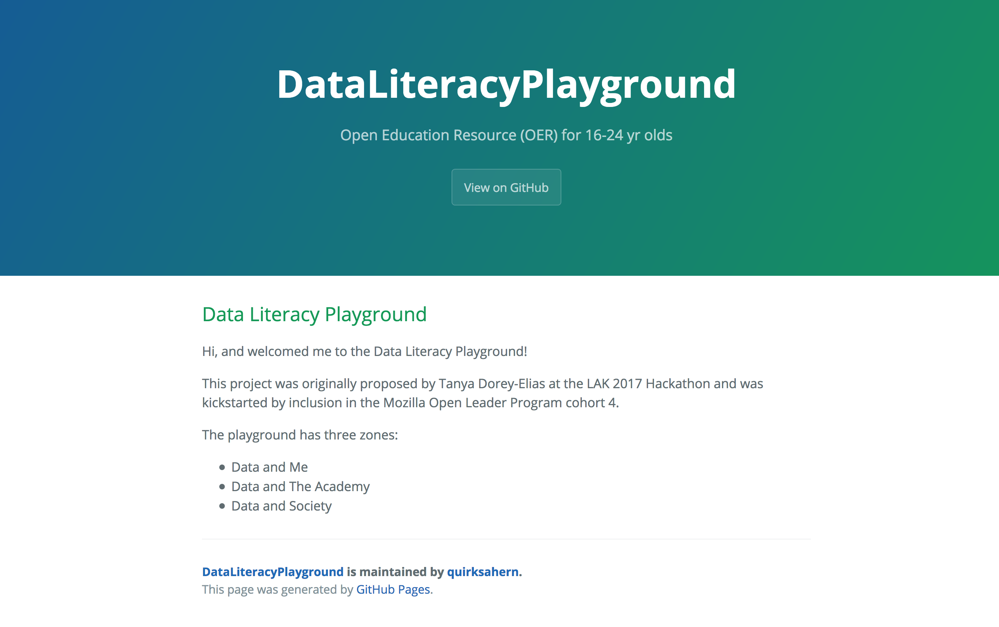 DataLiteracyPlayground
Open Education Resource (OER) for 16-24 yr olds
View on GitHub
Data Literacy Playground
Hi, and welcomed me to the Data Literacy Playground!
This project was originally proposed by Tanya Dorey-Elias at the LAK 2017 Hackathon and was
kickstarted by inclusion in the Mozilla Open Leader Program cohort 4.
The playground has three zones:
• Data and Me
• Data and The Academy
• Data and Society
DataLiteracyPlayground is maintained by quirksahern.
This page was generated by GitHub Pages.